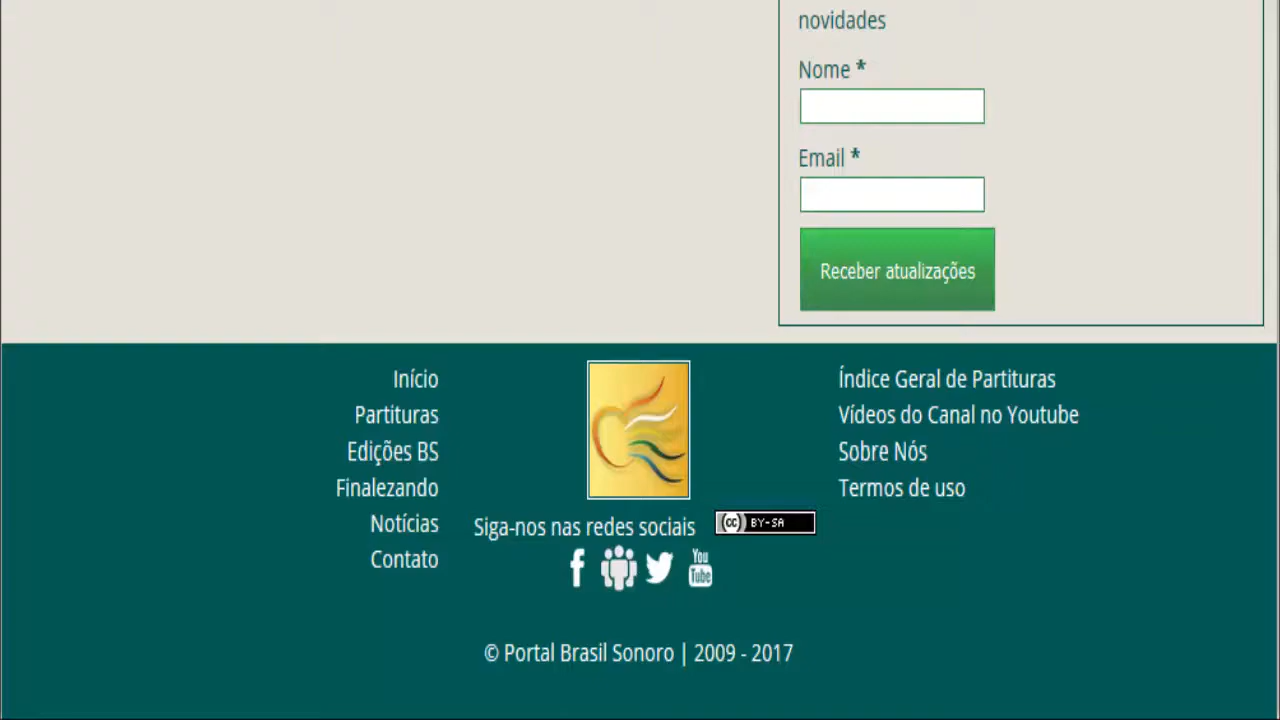 novidades
Nome *
Email *
Receber atualizações
Início
Partituras
Edições BS
Finalezando
Notícias
Contato
Siga-nos nas redes sociais
cc BY-SA
f
You
Tube
Índice Geral de Partituras
Vídeos do Canal no Youtube
Sobre Nós
Termos de uso
© Portal Brasil Sonoro | 2009 - 2017